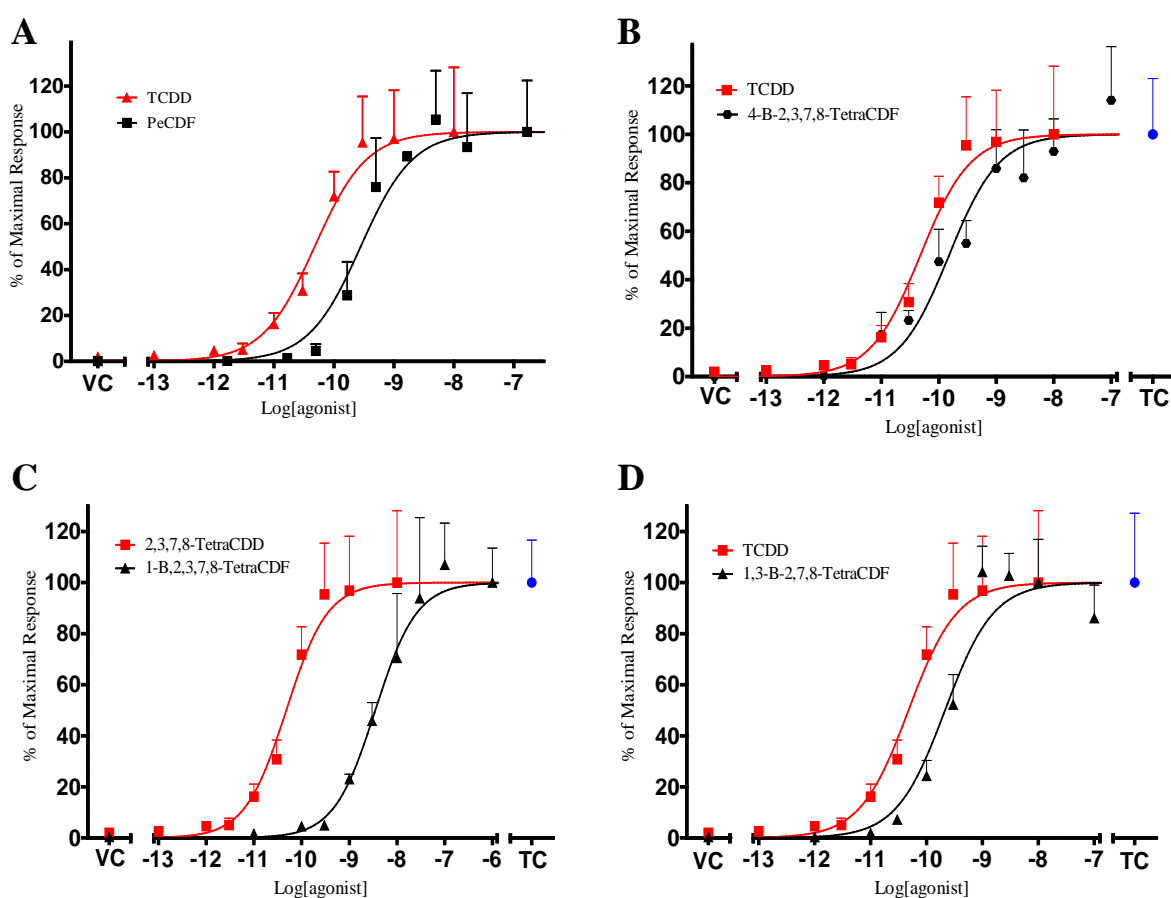 A
% of Maximal Response
120
100
80
60
40
20
0
TCDD
PeCDF
VC -13 -12 -11 -10 -9 -8 -7
Log[agonist]
B
% of Maximal Response
120
100
80
60
40
20
0
TCDD
4-B-2,3,7,8-TetraCDF
VC -13 -12 -11 -10 -9 -8 -7 TC
Log[agonist]
C
% of Maximal Response
120
100
80
60
40
20
0
2,3,7,8-TetraCDD
1-B,2,3,7,8-TetraCDF
VC -13 -12 -11 -10 -9 -8 -7 -6 TC
Log[agonist]
D
% of Maximal Response
120
100
80
60
40
20
0
TCDD
1,3-B-2,7,8-TetraCDF
VC -13 -12 -11 -10 -9 -8 -7 TC
Log[agonist]